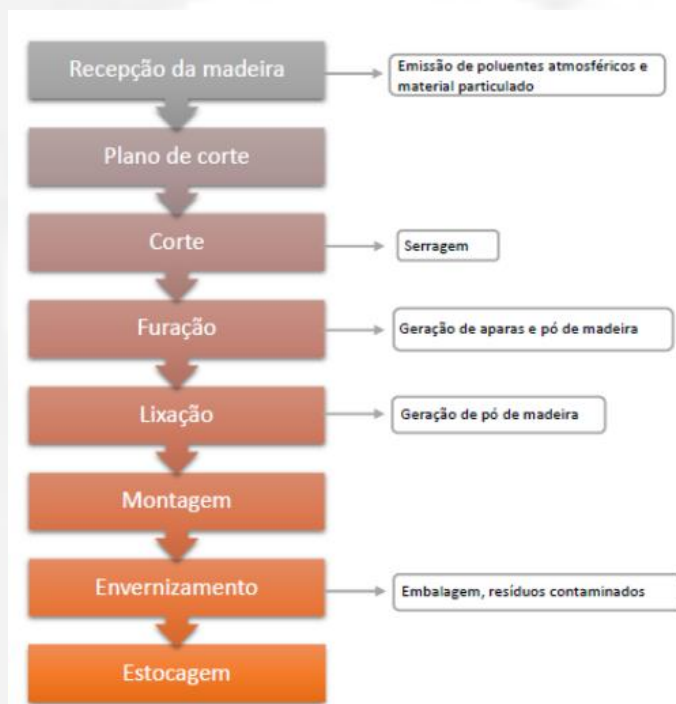 Recepção da madeira
Emissão de poluentes atmosféricos e
material particulado
Plano de corte
Corte
Serragem
Furação
Geração de aparas e pó de madeira
Lixação
Geração de pó de madeira
Montagem
Envernizamento
Embalagem, resíduos contaminados
Estocagem